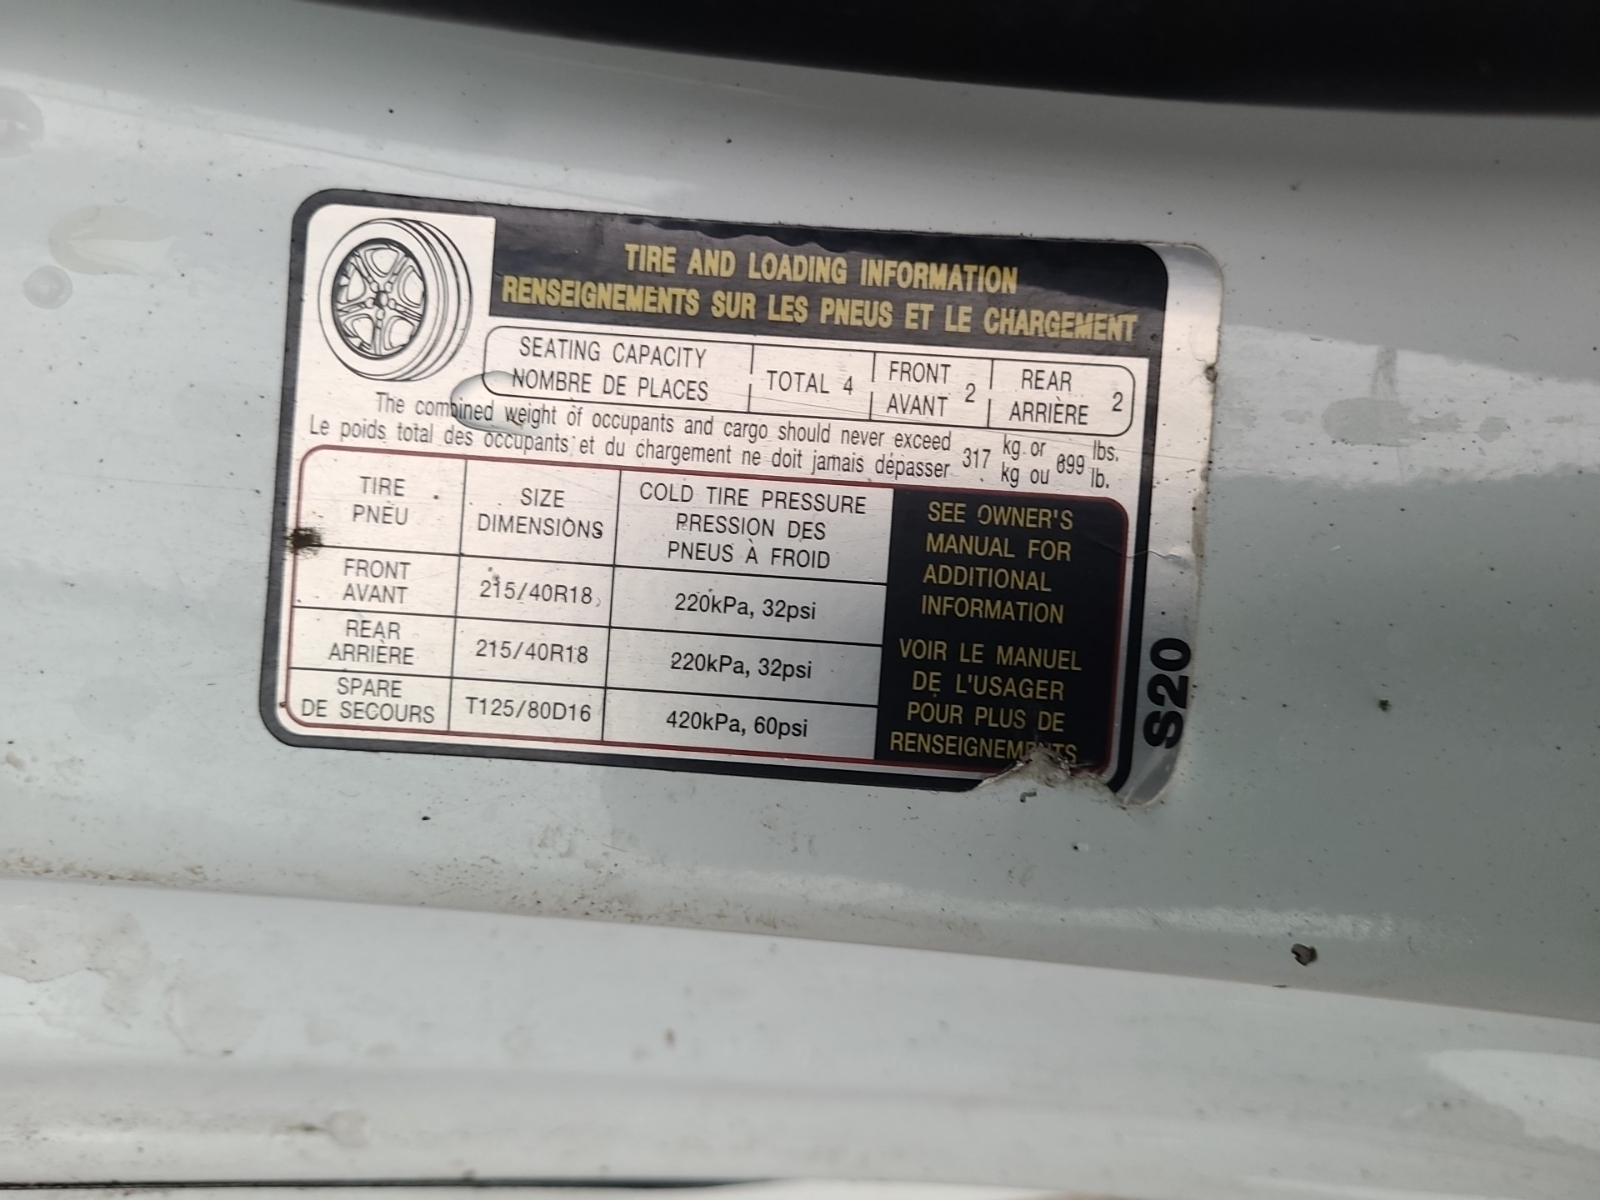 TIRE AND LOADING INFORMATION
RENSEIGNEMENTS SUR LES PNEUS ET LE CHARGEMENT
SEATING CAPACITY
NOMBRE DE PLACES
TOTAL 4
FRONT
AVANT 2
REAR
ARRIÈRE 2
The combined weight of occupants and cargo should never exceed 317 kg or 699 lbs.
Le poids total des occupants et du chargement ne doit jamais dépasser 317 kg ou 699 lb.
TIRE
PNEU
SIZE
DIMENSIONS
COLD TIRE PRESSURE
PRESSION DES
PNEUS À FROID
FRONT
AVANT
215/40R18
220kPa, 32psi
REAR
ARRIÈRE
215/40R18
220kPa, 32psi
SPARE
DE SECOURS
T125/80D16
420kPa, 60psi
SEE OWNER'S
MANUAL FOR
ADDITIONAL
INFORMATION
VOIR LE MANUEL
DE L'USAGER
POUR PLUS DE
RENSEIGNEMENTS
S20